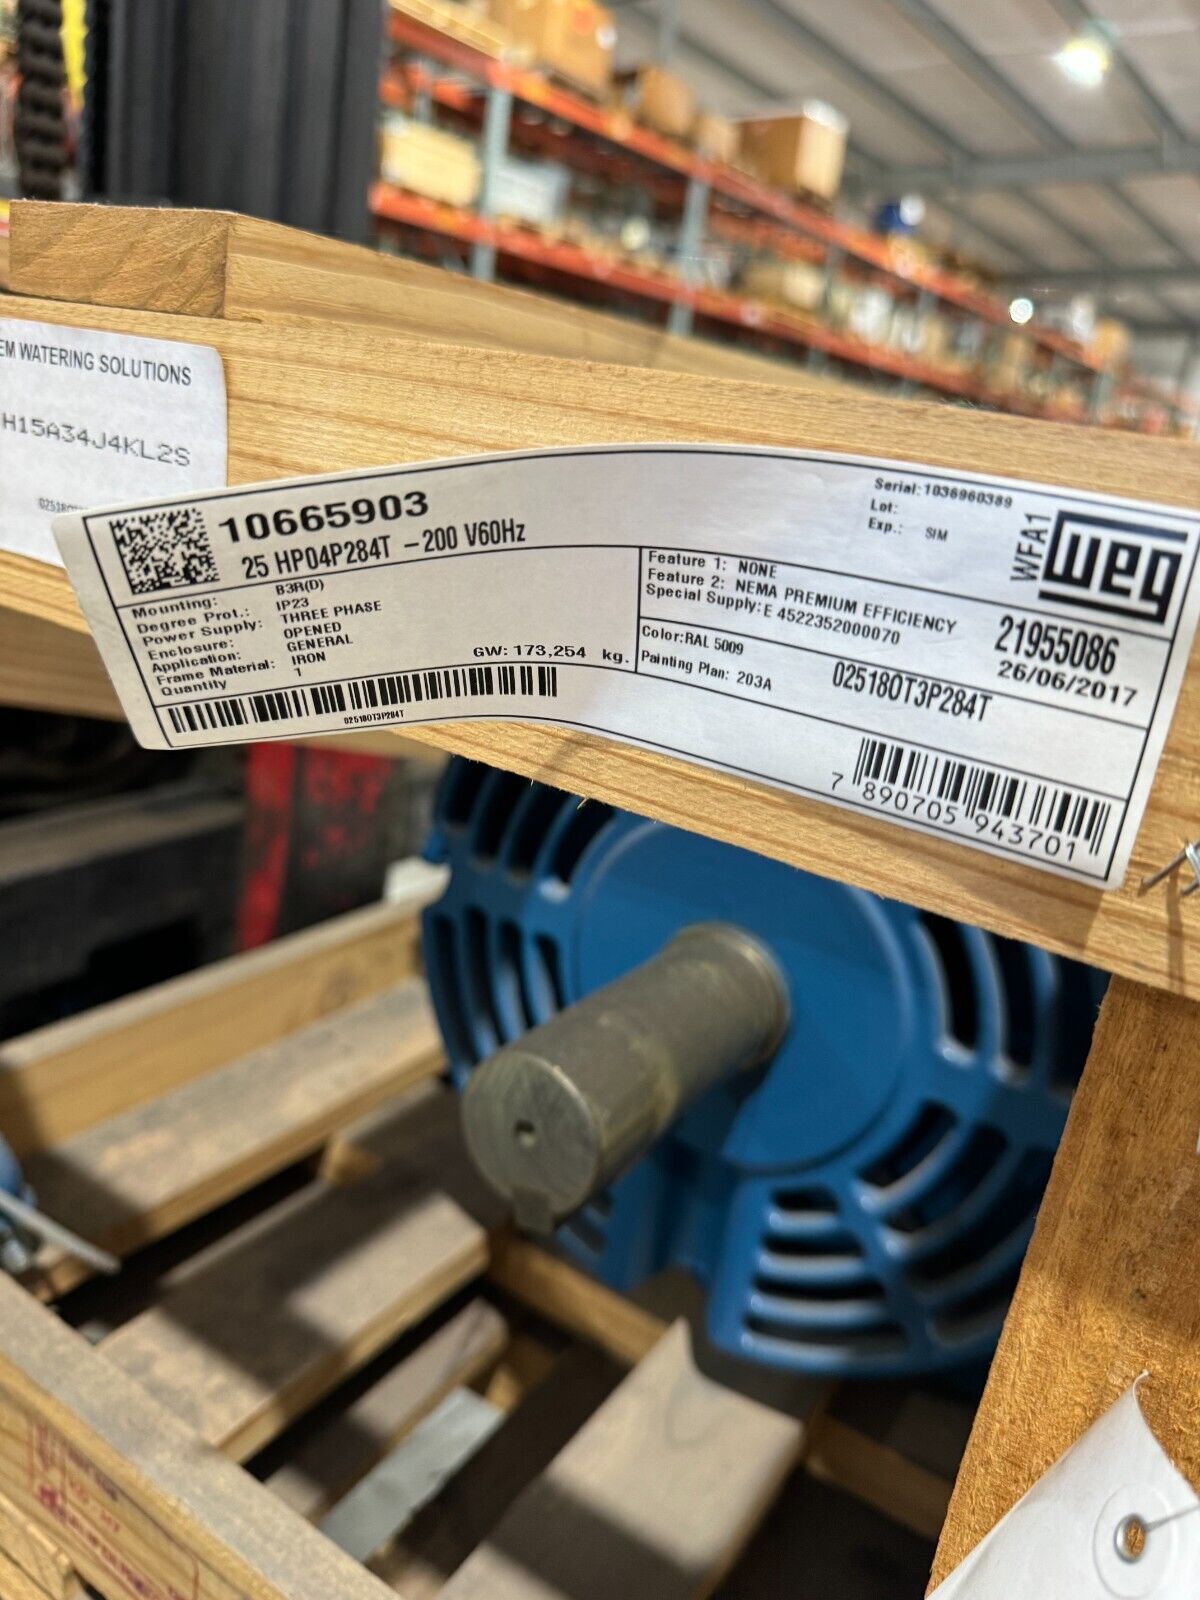 EM WATERING SOLUTIONS
H15A34J4KL2S
10665903
25 HP04P284T - 200 V60Hz
Mounting: B3R(D)
Degree Prot.: IP23
Power Supply: THREE PHASE
Enclosure: OPENED
Application: GENERAL
Frame Material: IRON
Quantity 1
GW: 173,254 kg.
02518OT3P284T
Serial: 1036960389
Lot:
Exp.: SIM
WFA1
weg
Feature 1: NONE
Feature 2: NEMA PREMIUM EFFICIENCY
Special Supply: E 4522352000070
21955086
26/06/2017
Color: RAL 5009
Painting Plan: 203A
02518OT3P284T
7 890705 943701